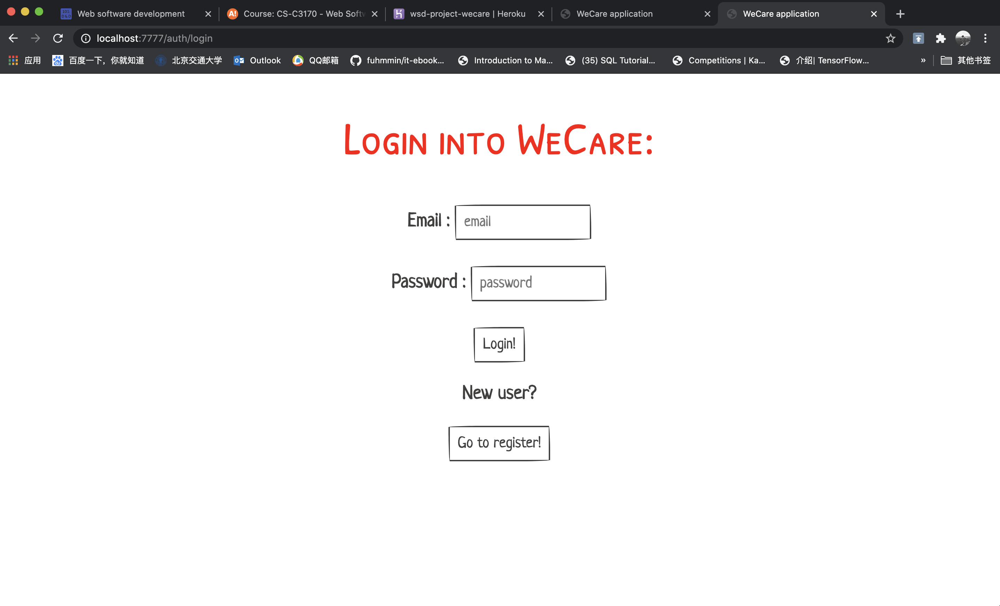 101: D&D Web software development
A! Course: CS-C3170 - Web Softw
wsd-project-wecare | Heroku
WeCare application
WeCare application
localhost:7777/auth/login
应用
du 百度一下，你就知道
北京交通大学
Outlook
QQ邮箱
fuhmmin/it-ebook...
Introduction to Ma...
(35) SQL Tutorial...
Competitions | Ka...
介绍| TensorFlow...
»
其他书签
Login into WeCare:
Email : email
Password : password
Login!
New user?
Go to register!